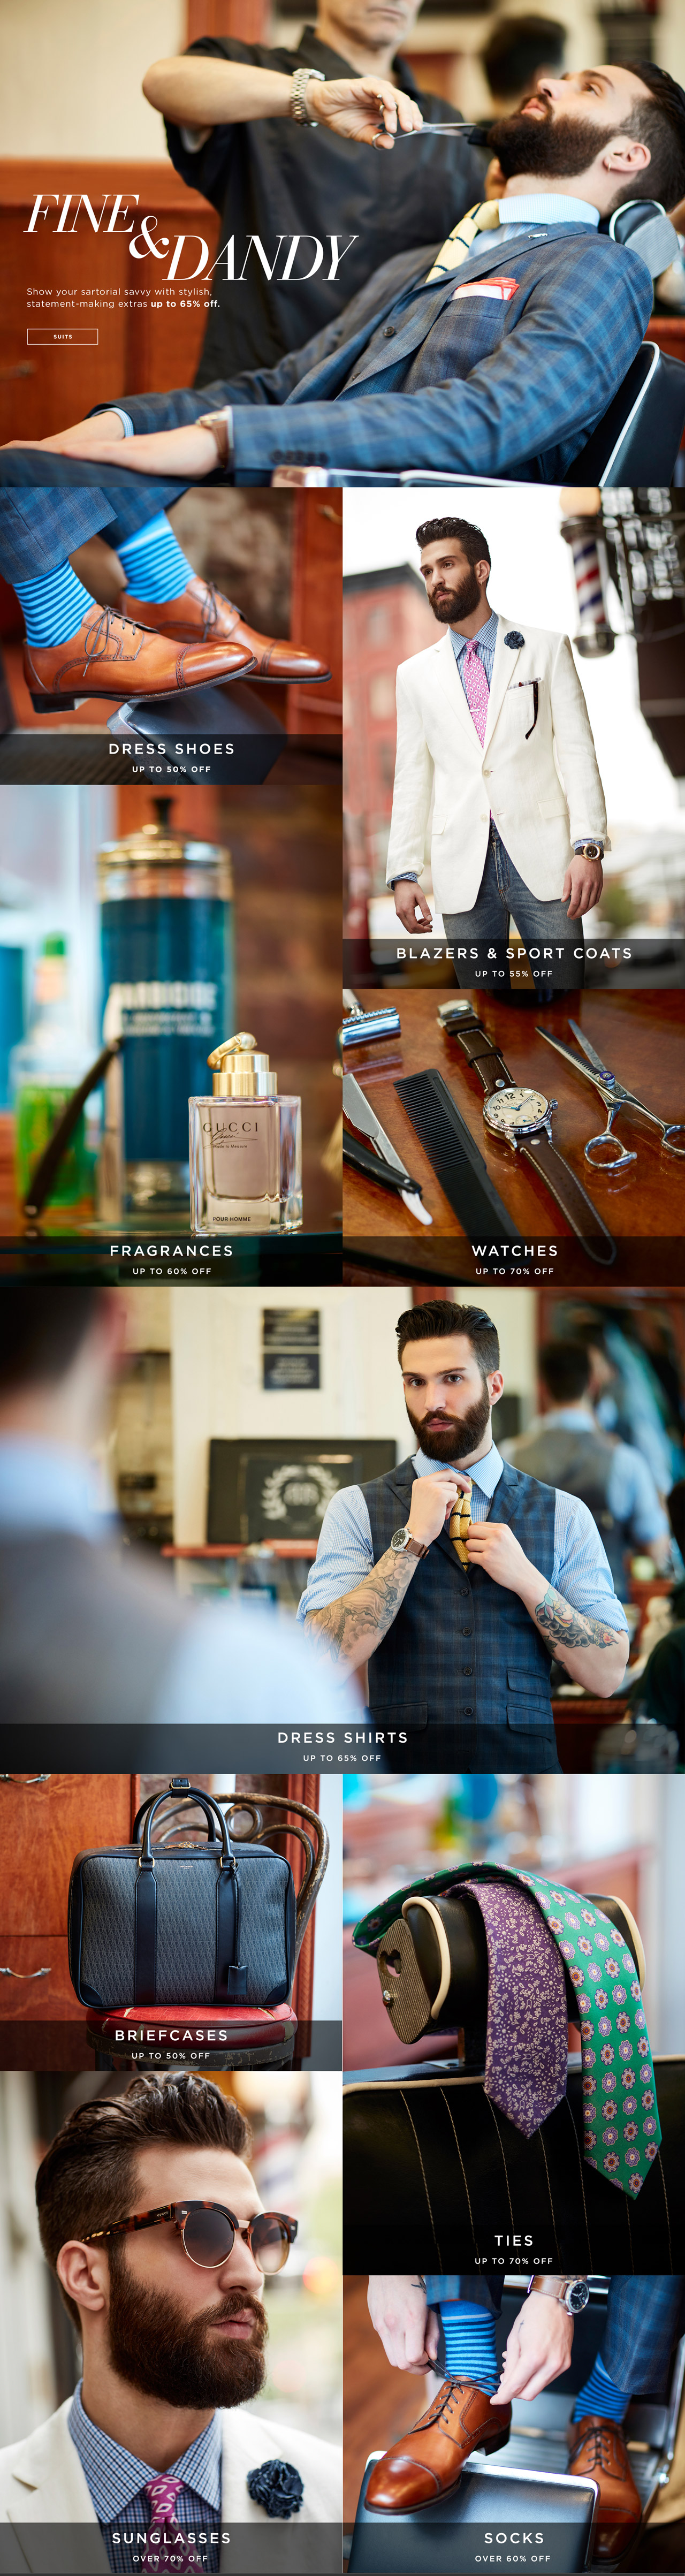 FINE
&
DANDY
Show your sartorial savvy with stylish,
statement-making extras up to 65% off.
SUITS
DRESS SHOES
UP TO 50% OFF
BLAZERS & SPORT COATS
UP TO 55% OFF
GUCCI
Made to Measure
POUR HOMME
FRAGRANCES
UP TO 60% OFF
WATCHES
UP TO 70% OFF
DRESS SHIRTS
UP TO 65% OFF
BRIEFCASES
UP TO 50% OFF
TIES
UP TO 70% OFF
SUNGLASSES
OVER 70% OFF
SOCKS
OVER 60% OFF